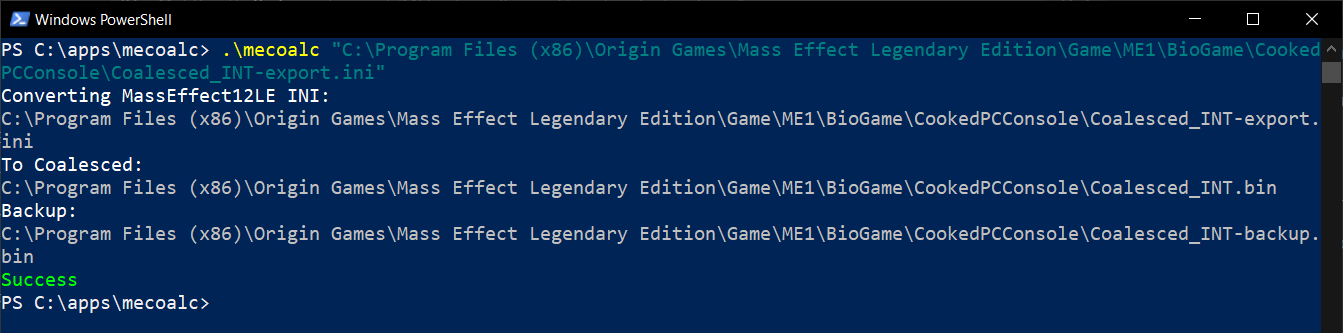 Windows PowerShell
PS C:\apps\mecoalc> .\mecoalc "C:\Program Files (x86)\Origin Games\Mass Effect Legendary Edition\Game\ME1\BioGame\Cooked
PCConsole\Coalesced_INT-export.ini"
Converting MassEffect12LE INI:
C:\Program Files (x86)\Origin Games\Mass Effect Legendary Edition\Game\ME1\BioGame\CookedPCConsole\Coalesced_INT-export.
ini
To Coalesced:
C:\Program Files (x86)\Origin Games\Mass Effect Legendary Edition\Game\ME1\BioGame\CookedPCConsole\Coalesced_INT.bin
Backup:
C:\Program Files (x86)\Origin Games\Mass Effect Legendary Edition\Game\ME1\BioGame\CookedPCConsole\Coalesced_INT-backup.
bin
Success
PS C:\apps\mecoalc>